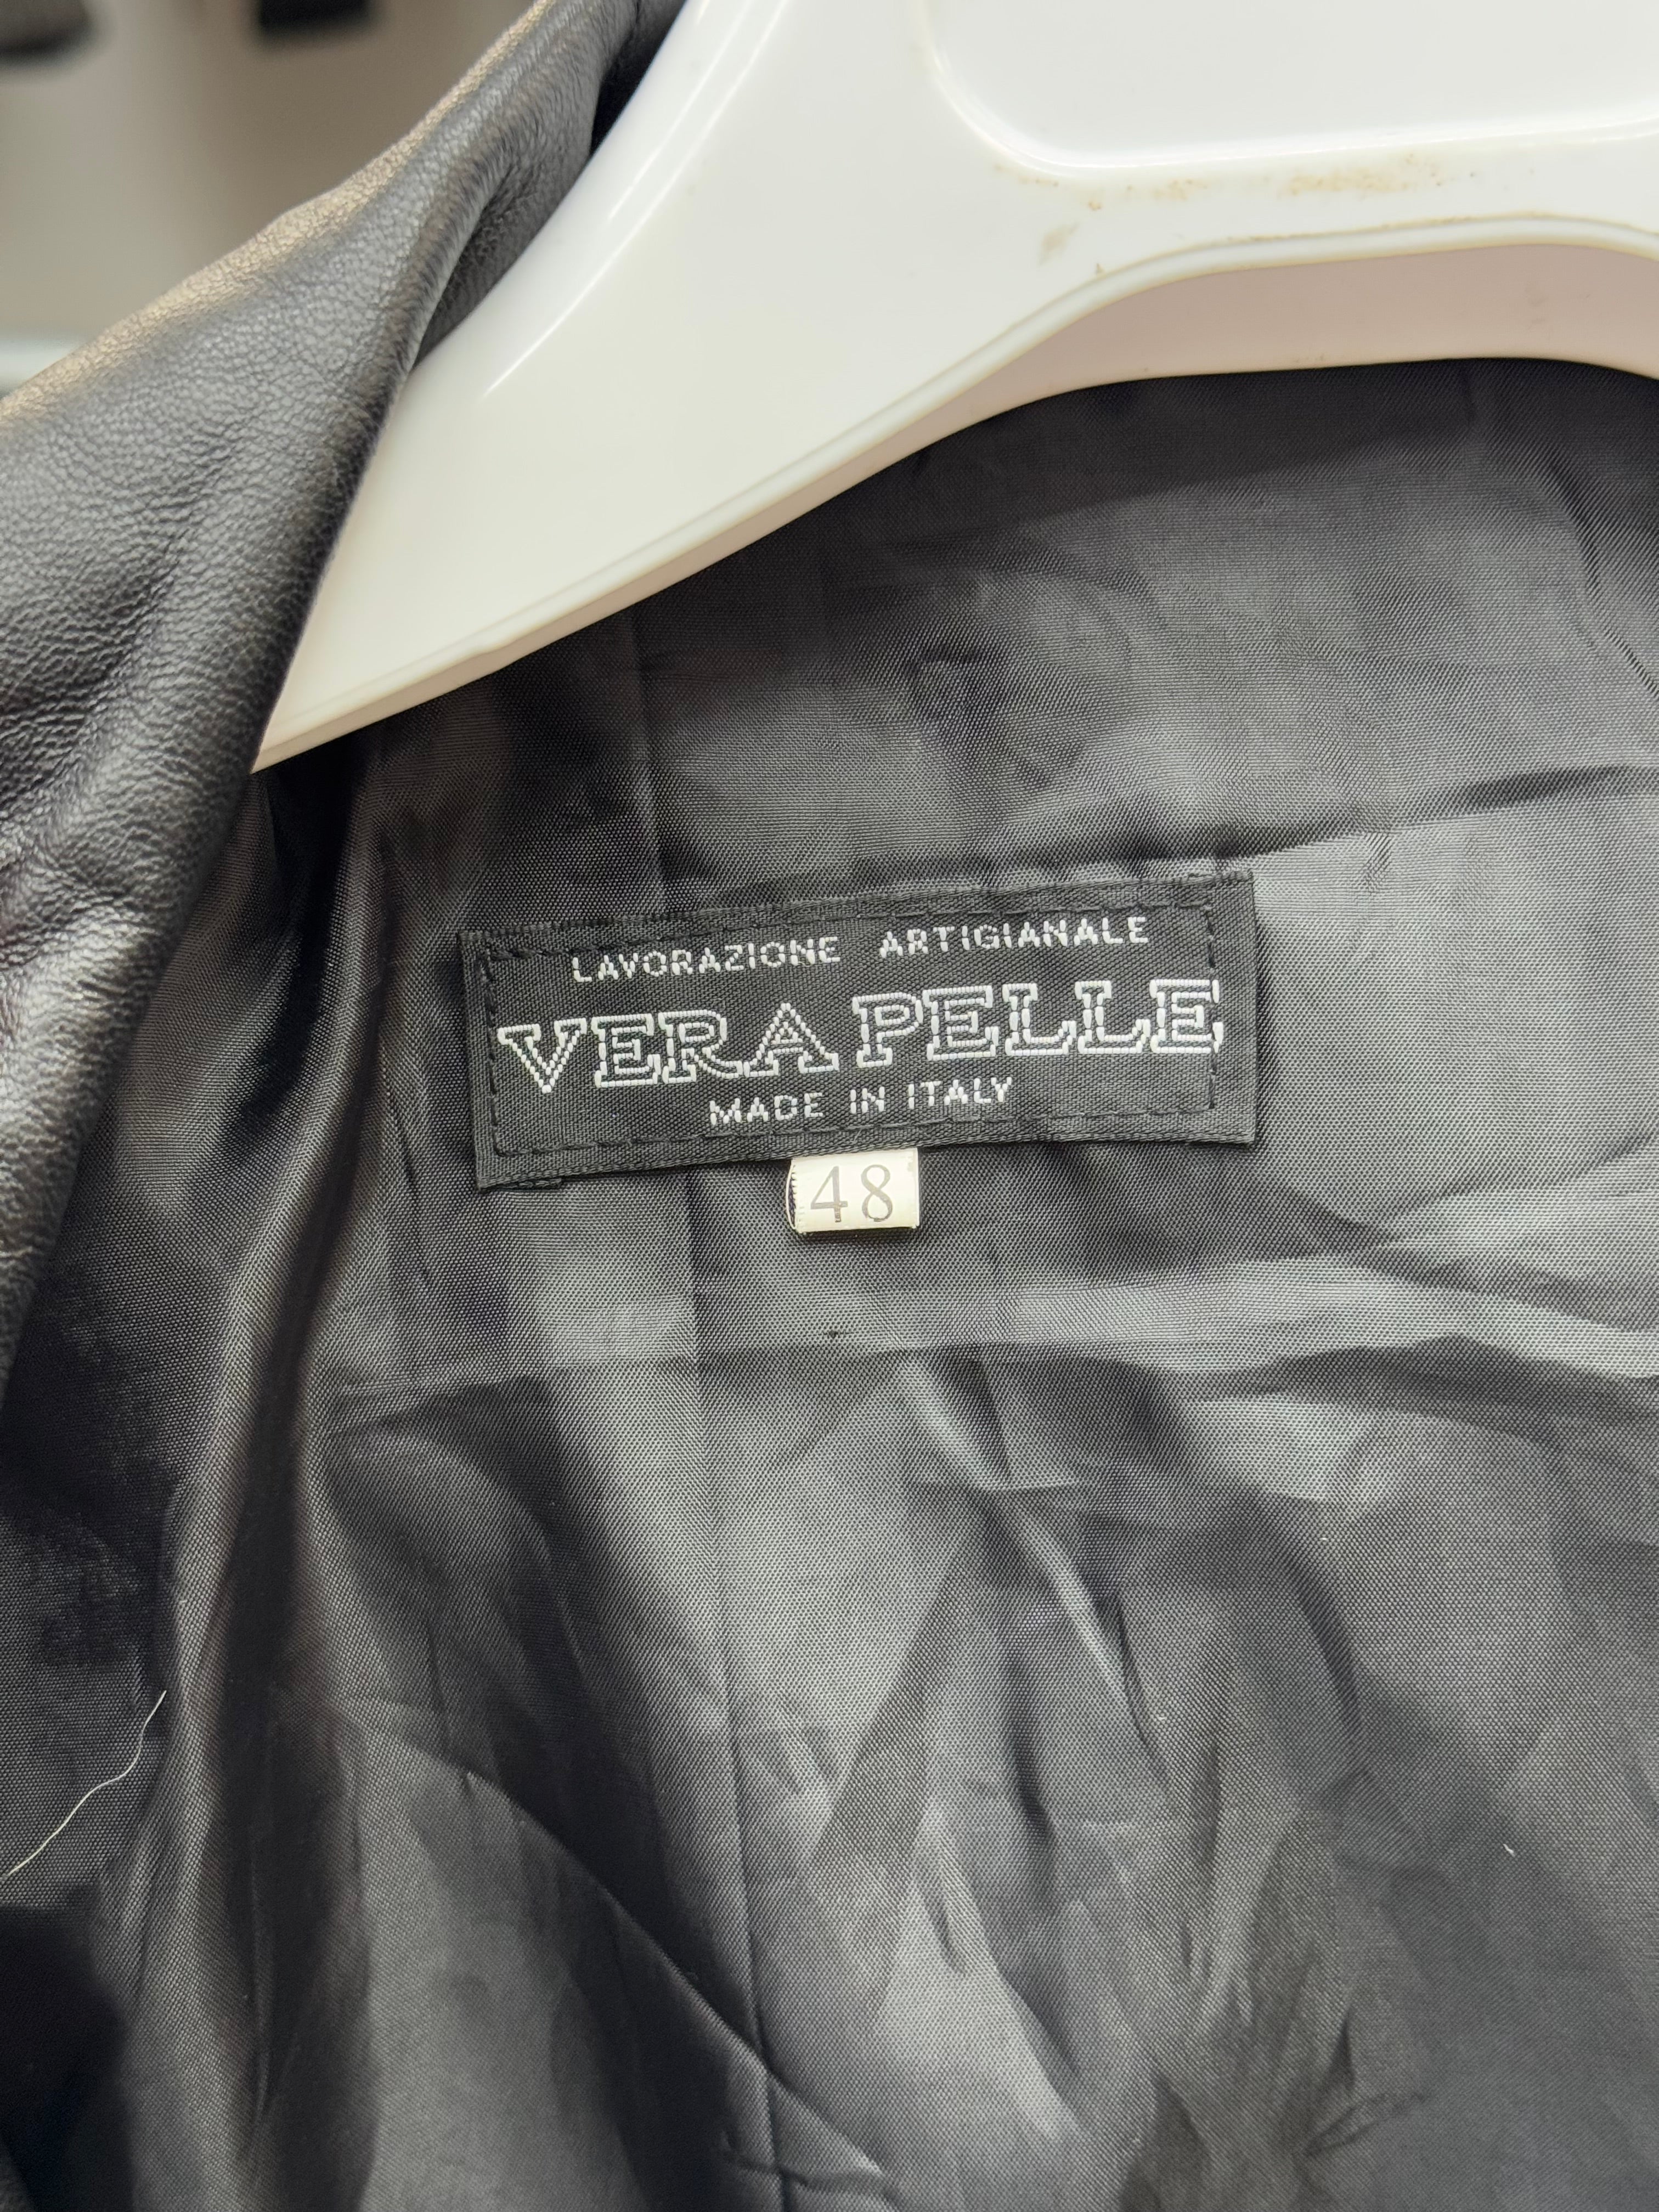 LAVORAZIONE ARTIGIANALE
VERA PELLE
MADE IN ITALY
48